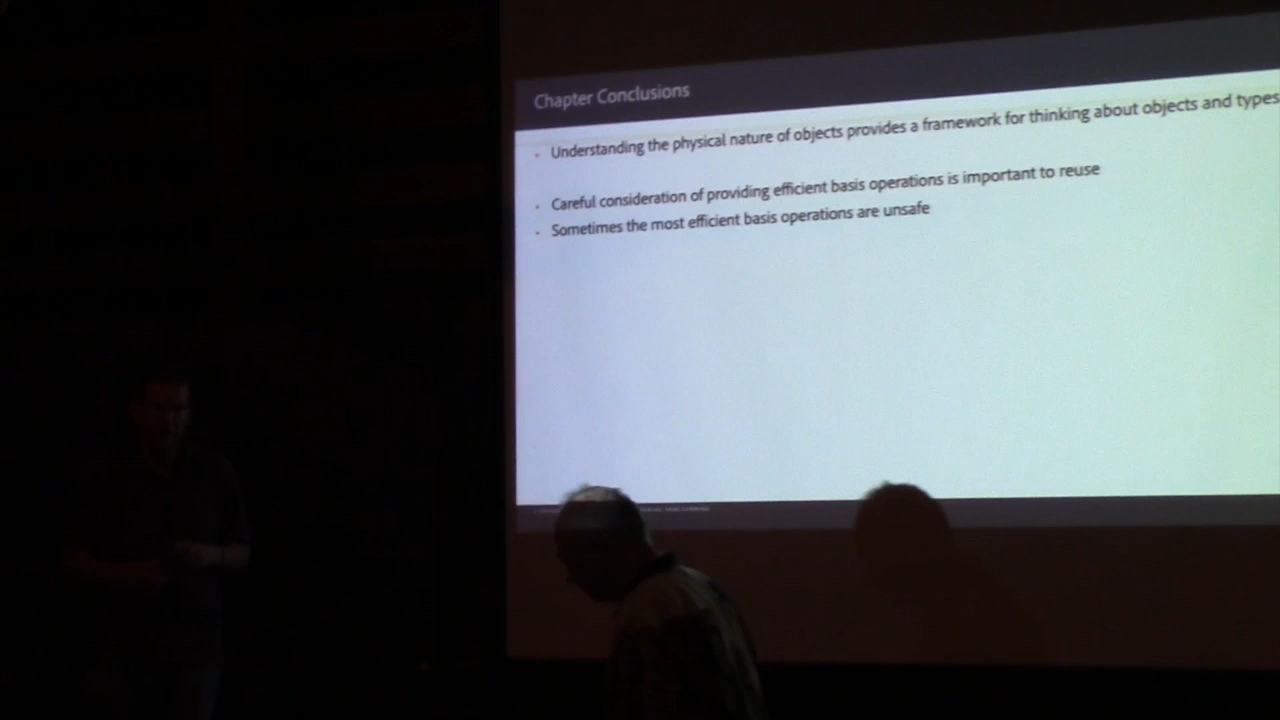 Chapter Conclusions
Understanding the physical nature of objects provides a framework for thinking about objects and types
Careful consideration of providing efficient basis operations is important to reuse
Sometimes the most efficient basis operations are unsafe